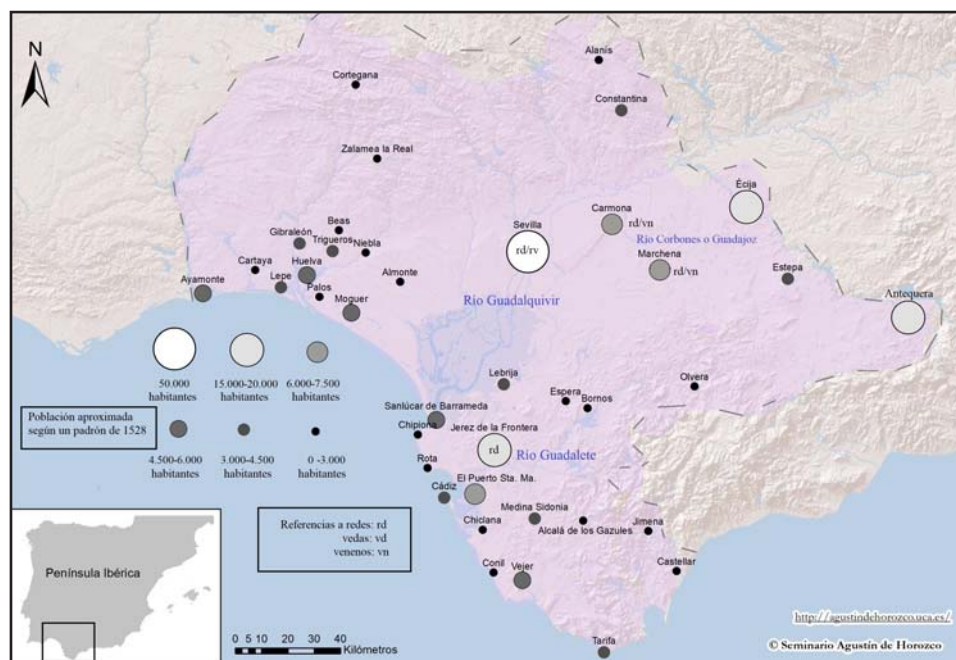 N
Alanís
Cortegana
Constantina
Zalamea la Real
Écija
Carmona
rd/vn
Sevilla
rd/rv
Beas
Gibraleón
Trigueros
Niebla
Río Corbones o Guadajoz
Marchena
rd/vn
Cartaya
Huelva
Lepe
Almonte
Estepa
Ayamonte
Palos
Moguer
Río Guadalquivir
Antequera
50.000
habitantes
15.000-20.000
habitantes
6.000-7.500
habitantes
Lebrija
Olvera
Espera
Bornos
Población aproximada
según un padrón de 1528
4.500-6.000
habitantes
3.000-4.500
habitantes
0 -3.000
habitantes
Sanlúcar de Barrameda
Chipiona
Jerez de la Frontera
rd
Río Guadalete
Rota
El Puerto Sta. Ma.
Cádiz
Medina Sidonia
Chiclana
Alcalá de los Gazules
Jimena
Referencias a redes: rd
vedas: vd
venenos: vn
Conil
Vejer
Castellar
Península Ibérica
Tarifa
0 5 10 20 30 40
Kilómetros
http://agustindehorozco.uca.es/
© Seminario Agustín de Horozco